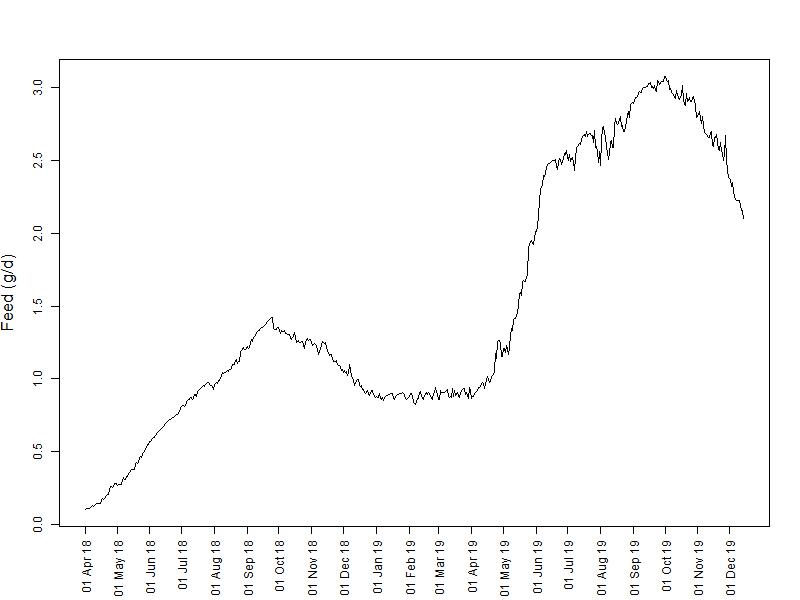 Feed (g/d)
3.0
2.5
2.0
1.5
1.0
0.5
0.0
01 Apr 18
01 May 18
01 Jun 18
01 Jul 18
01 Aug 18
01 Sep 18
01 Oct 18
01 Nov 18
01 Dec 18
01 Jan 19
01 Feb 19
01 Mar 19
01 Apr 19
01 May 19
01 Jun 19
01 Jul 19
01 Aug 19
01 Sep 19
01 Oct 19
01 Nov 19
01 Dec 19